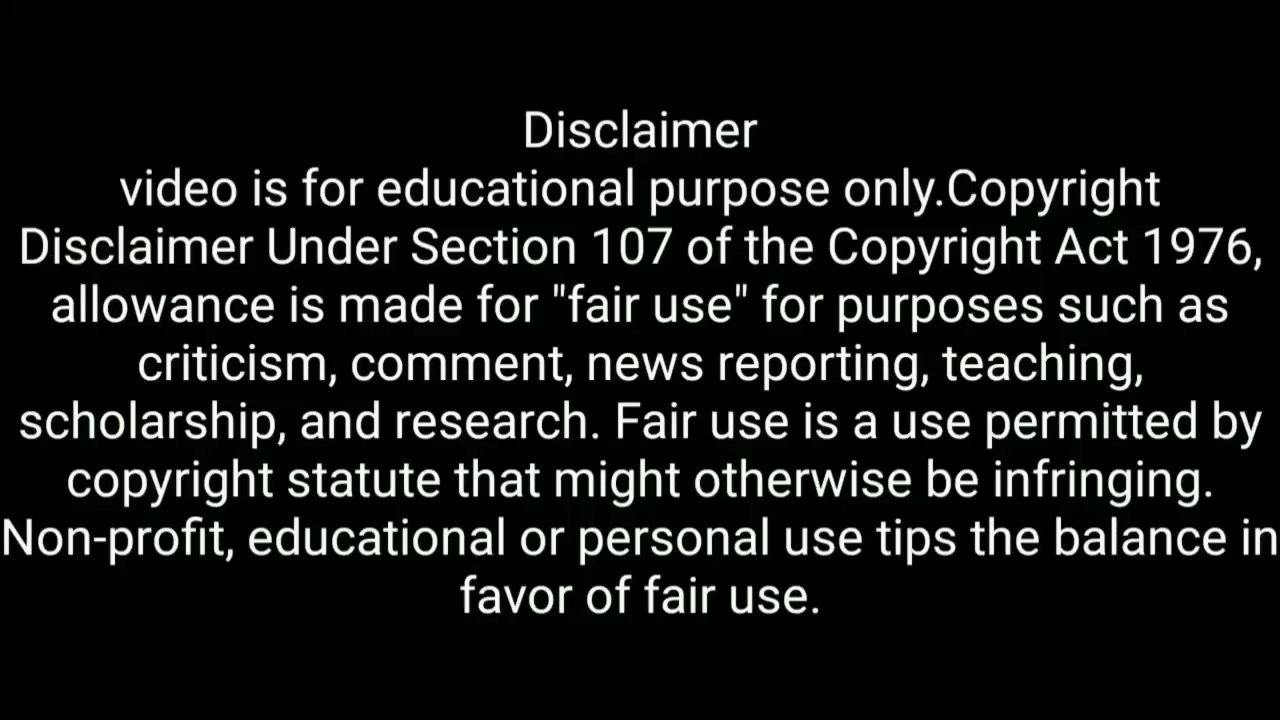 Disclaimer
video is for educational purpose only.Copyright
Disclaimer Under Section 107 of the Copyright Act 1976,
allowance is made for "fair use" for purposes such as
criticism, comment, news reporting, teaching,
scholarship, and research. Fair use is a use permitted by
copyright statute that might otherwise be infringing.
Non-profit, educational or personal use tips the balance in
favor of fair use.